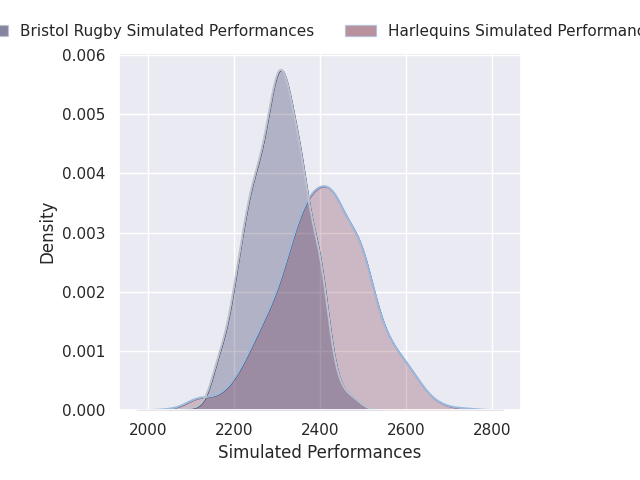 Bristol Rugby Simulated Performances
Harlequins Simulated
0.006
0.005
0.004
0.003
0.002
0.001
0.000
Density
2000 2200 2400 2600 2800
Simulated Performances